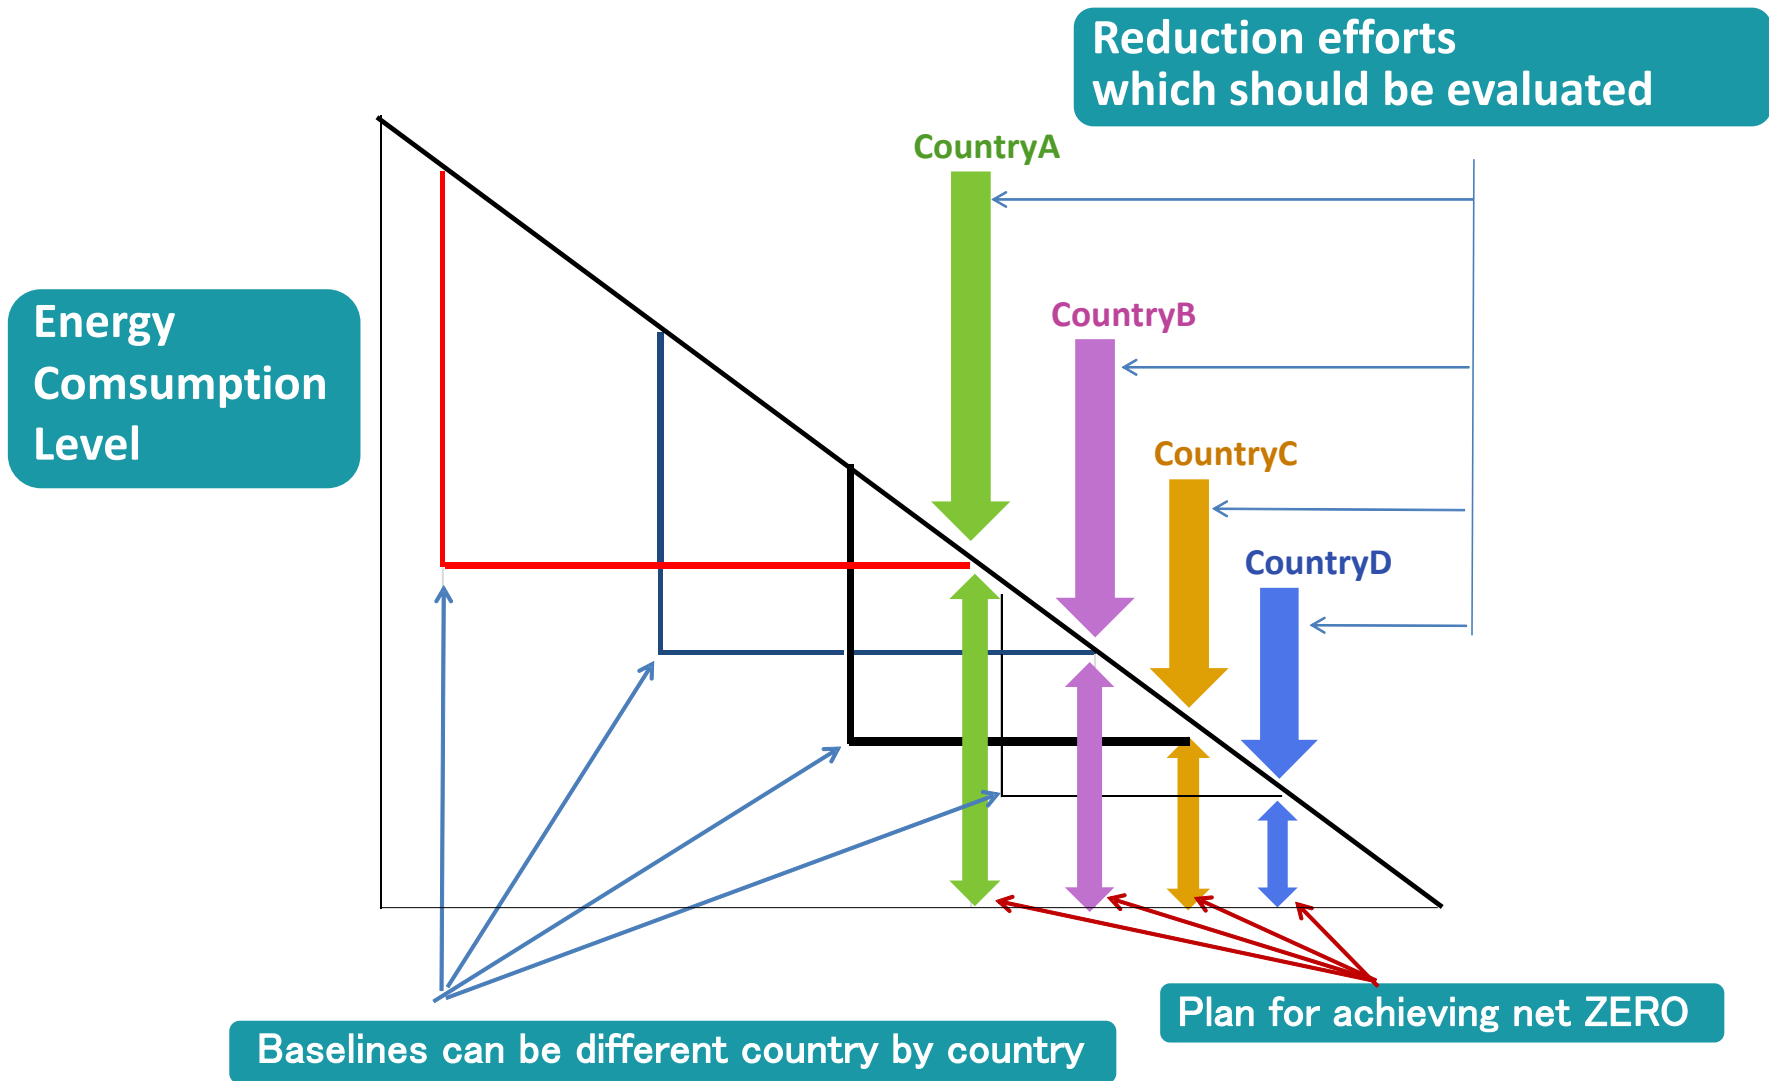 Reduction efforts
which should be evaluated
CountryA
CountryB
Energy
Comsumption
Level
CountryC
CountryD
Plan for achieving net ZERO
Baselines can be different country by country